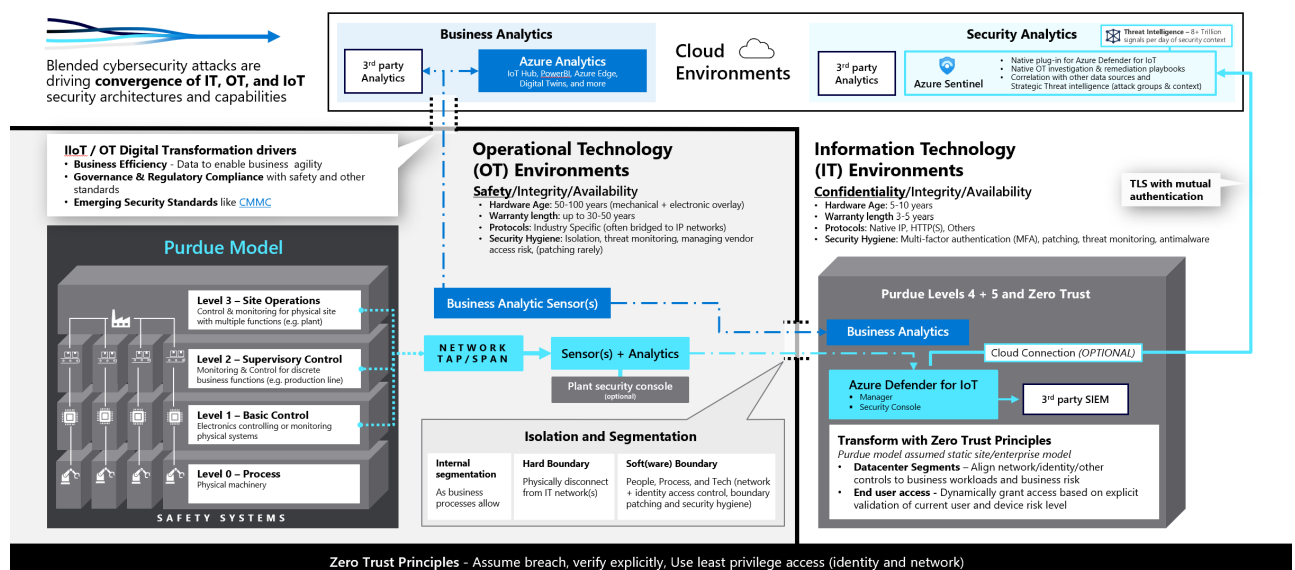 Blended cybersecurity attacks are
driving convergence of IT, OT, and IoT
security architectures and capabilities
Business Analytics
3rd party
Analytics
Azure Analytics
IoT Hub, PowerBI, Azure Edge,
Digital Twins, and more
Cloud
Environments
Security Analytics
Threat Intelligence – 8+ Trillion
signals per day of security context
3rd party
Analytics
Azure Sentinel
• Native plug-in for Azure Defender for IoT
• Native OT investigation & remediation playbooks
• Correlation with other data sources and
Strategic Threat intelligence (attack groups & context)
IIoT / OT Digital Transformation drivers
• Business Efficiency - Data to enable business agility
• Governance & Regulatory Compliance with safety and other
standards
• Emerging Security Standards like CMMC
Operational Technology
(OT) Environments
Safety/Integrity/Availability
• Hardware Age: 50-100 years (mechanical + electronic overlay)
• Warranty length: up to 30-50 years
• Protocols: Industry Specific (often bridged to IP networks)
• Security Hygiene: Isolation, threat monitoring, managing vendor
access risk, (patching rarely)
Information Technology
(IT) Environments
Confidentiality/Integrity/Availability
• Hardware Age: 5-10 years
• Warranty length 3-5 years
• Protocols: Native IP, HTTP(S), Others
• Security Hygiene: Multi-factor authentication (MFA), patching, threat monitoring, antimalware
TLS with mutual
authentication
Purdue Model
Level 3 – Site Operations
Control & monitoring for physical site
with multiple functions (e.g. plant)
Level 2 – Supervisory Control
Monitoring & Control for discrete
business functions (e.g. production line)
Level 1 – Basic Control
Electronics controlling or monitoring
physical systems
Level 0 – Process
Physical machinery
SAFETY SYSTEMS
Business Analytic Sensor(s)
NETWORK
TAP/SPAN
Sensor(s) + Analytics
Plant security console
(optional)
Isolation and Segmentation
Internal
segmentation
As business
processes allow
Hard Boundary
Physically disconnect
from IT network(s)
Soft(ware) Boundary
People, Process, and Tech (network
+ identity access control, boundary
patching and security hygiene)
Purdue Levels 4 + 5 and Zero Trust
Business Analytics
Cloud Connection (OPTIONAL)
Azure Defender for IoT
• Manager
• Security Console
3rd party SIEM
Transform with Zero Trust Principles
Purdue model assumed static site/enterprise model
• Datacenter Segments – Align network/identity/other
controls to business workloads and business risk
• End user access - Dynamically grant access based on explicit
validation of current user and device risk level
Zero Trust Principles - Assume breach, verify explicitly, Use least privilege access (identity and network)